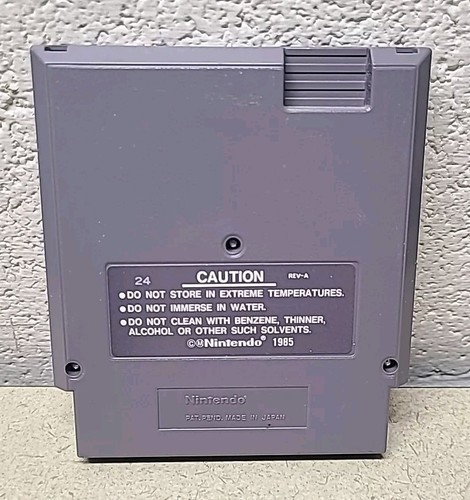 24 CAUTION REV-A
●DO NOT STORE IN EXTREME TEMPERATURES.
●DO NOT IMMERSE IN WATER.
●DO NOT CLEAN WITH BENZENE, THINNER,
ALCOHOL OR OTHER SUCH SOLVENTS.
©ⓂNintendo® 1985
Nintendo®
PAT. PEND. MADE IN JAPAN